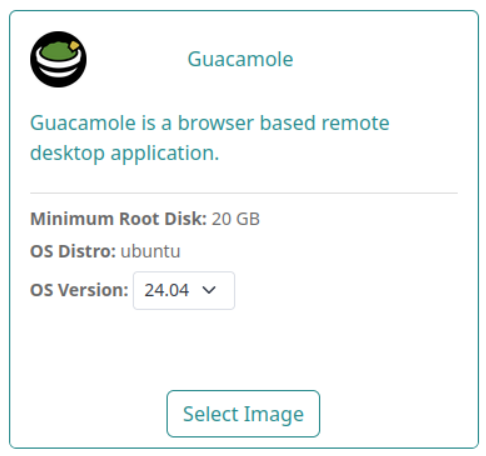 Guacamole
Guacamole is a browser based remote
desktop application.
Minimum Root Disk: 20 GB
OS Distro: ubuntu
OS Version: 24.04
Select Image